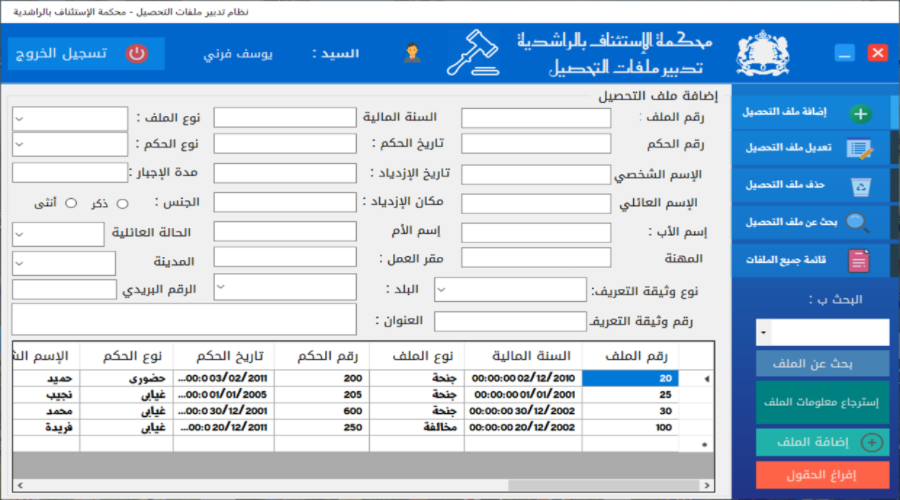 نظام تدبير ملفات التحصيل - محكمة الإستئناف بالراشدية
محكمة الإستئناف بالراشدية
تدبير ملفات التحصيل
السيد : يوسف فرني
تسجيل الخروج
إضافة ملف التحصيل
تعديل ملف التحصيل
حذف ملف التحصيل
بحث عن ملف التحصيل
قائمة جميع الملفات
البحث ب :
بحث عن الملف
إسترجاع معلومات الملف
إضافة الملف
إفراغ الحقول
إضافة ملف التحصيل
رقم الملف : السنة المالية نوع الملف :
رقم الحكم تاريخ الحكم : نوع الحكم :
الإسم الشخصي تاريخ الإزدياد : مدة الإجبار :
الإسم العائلي مكان الإزدياد : الجنس : ذكر أنثى
إسم الأب : إسم الأم الحالة العائلية
المهنة مقر العمل : المدينة
نوع وثيقة التعريف: البلد : الرقم البريدي
رقم وثيقة التعريف العنوان :
رقم الملف السنة المالية نوع الملف رقم الحكم تاريخ الحكم نوع الحكم الإسم الش
20 02/12/2010 00:00:00 جنحة 200 03/02/2011 00:0... حضوري حميد
25 01/01/2001 00:00:00 جنحة 205 01/01/2005 00:0... غيابي نجيب
30 30/12/2002 00:00:00 جنحة 600 30/12/2001 00:0... غيابي محمد
100 20/12/2002 00:00:00 مخالفة 250 20/12/2011 00:0... غيابي فريدة